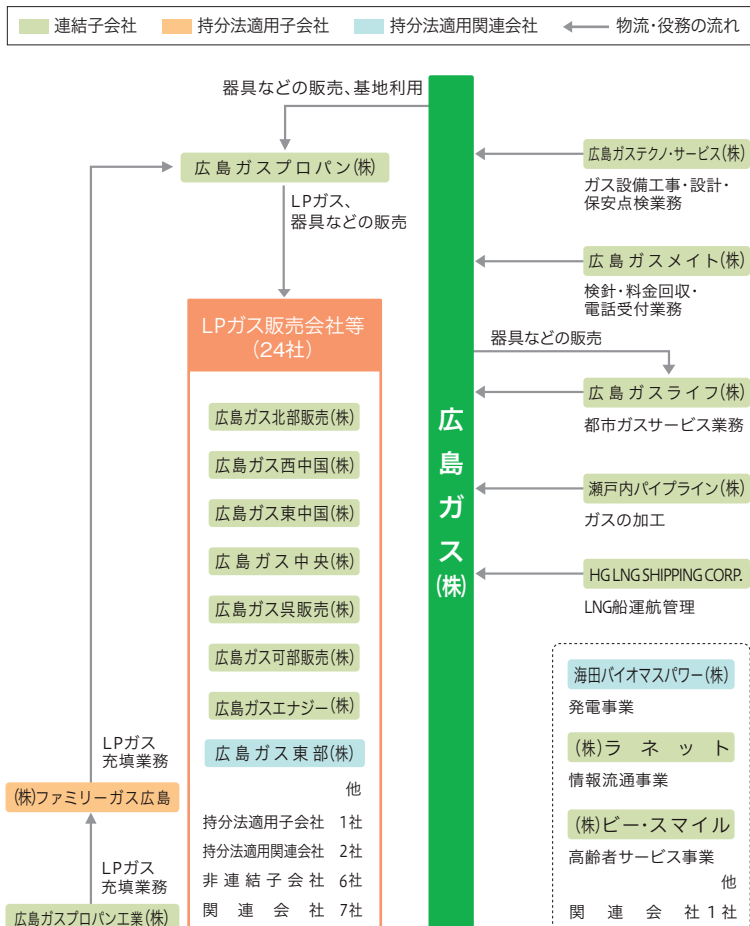 連結子会社 持分法適用子会社 持分法適用関連会社 物流・役務の流れ
器具などの販売、基地利用
広島ガスプロパン(株)
LPガス、
器具などの販売
LPガス販売会社等
(24社)
広島ガス北部販売(株)
広島ガス西中国(株)
広島ガス東中国(株)
広島ガス中央(株)
広島ガス呉販売(株)
広島ガス可部販売(株)
広島ガスエナジー(株)
広島ガス東部(株)
他
持分法適用子会社 1社
持分法適用関連会社 2社
非連結子会社 6社
関連会社 7社
LPガス
充填業務
(株)ファミリーガス広島
LPガス
充填業務
広島ガスプロパン工業(株)
広島ガス(株)
広島ガステクノ・サービス(株)
ガス設備工事・設計・
保安点検業務
広島ガスメイト(株)
検針・料金回収・
電話受付業務
器具などの販売
広島ガスライフ(株)
都市ガスサービス業務
瀬戸内パイプライン(株)
ガスの加工
HG LNG SHIPPING CORP.
LNG船運航管理
海田バイオマスパワー(株)
発電事業
(株)ラネット
情報流通事業
(株)ビー・スマイル
高齢者サービス事業
他
関連会社1社